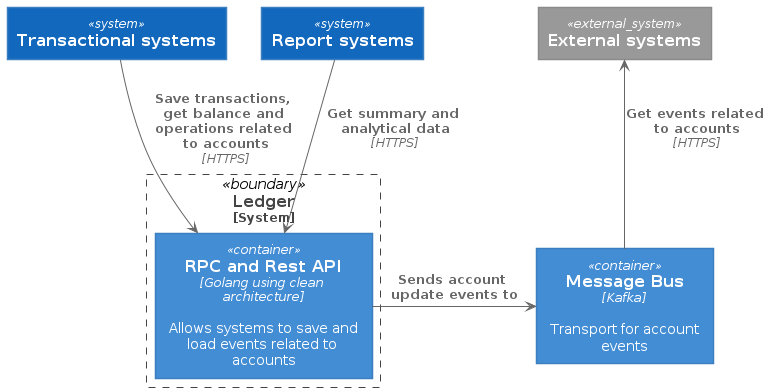 «system»
Transactional systems
«system»
Report systems
«external_system»
External systems
Save transactions,
get balance and
operations related
to accounts
[HTTPS]
Get summary and
analytical data
[HTTPS]
Get events related
to accounts
[HTTPS]
«boundary»
Ledger
[System]
«container»
RPC and Rest API
[Golang using clean
architecture]
Allows systems to save and
load events related to
accounts
Sends account
update events to
«container»
Message Bus
[Kafka]
Transport for account
events